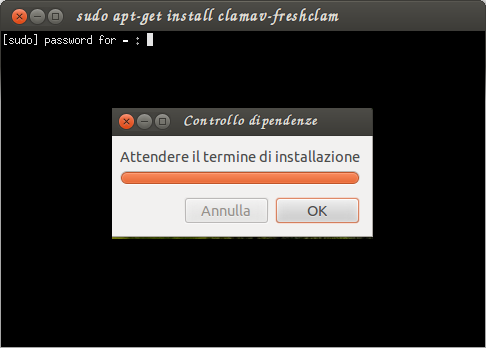 sudo apt-get install clamav-freshclam
[sudo] password for - :
Controllo dipendenze
Attendere il termine di installazione
Annulla OK